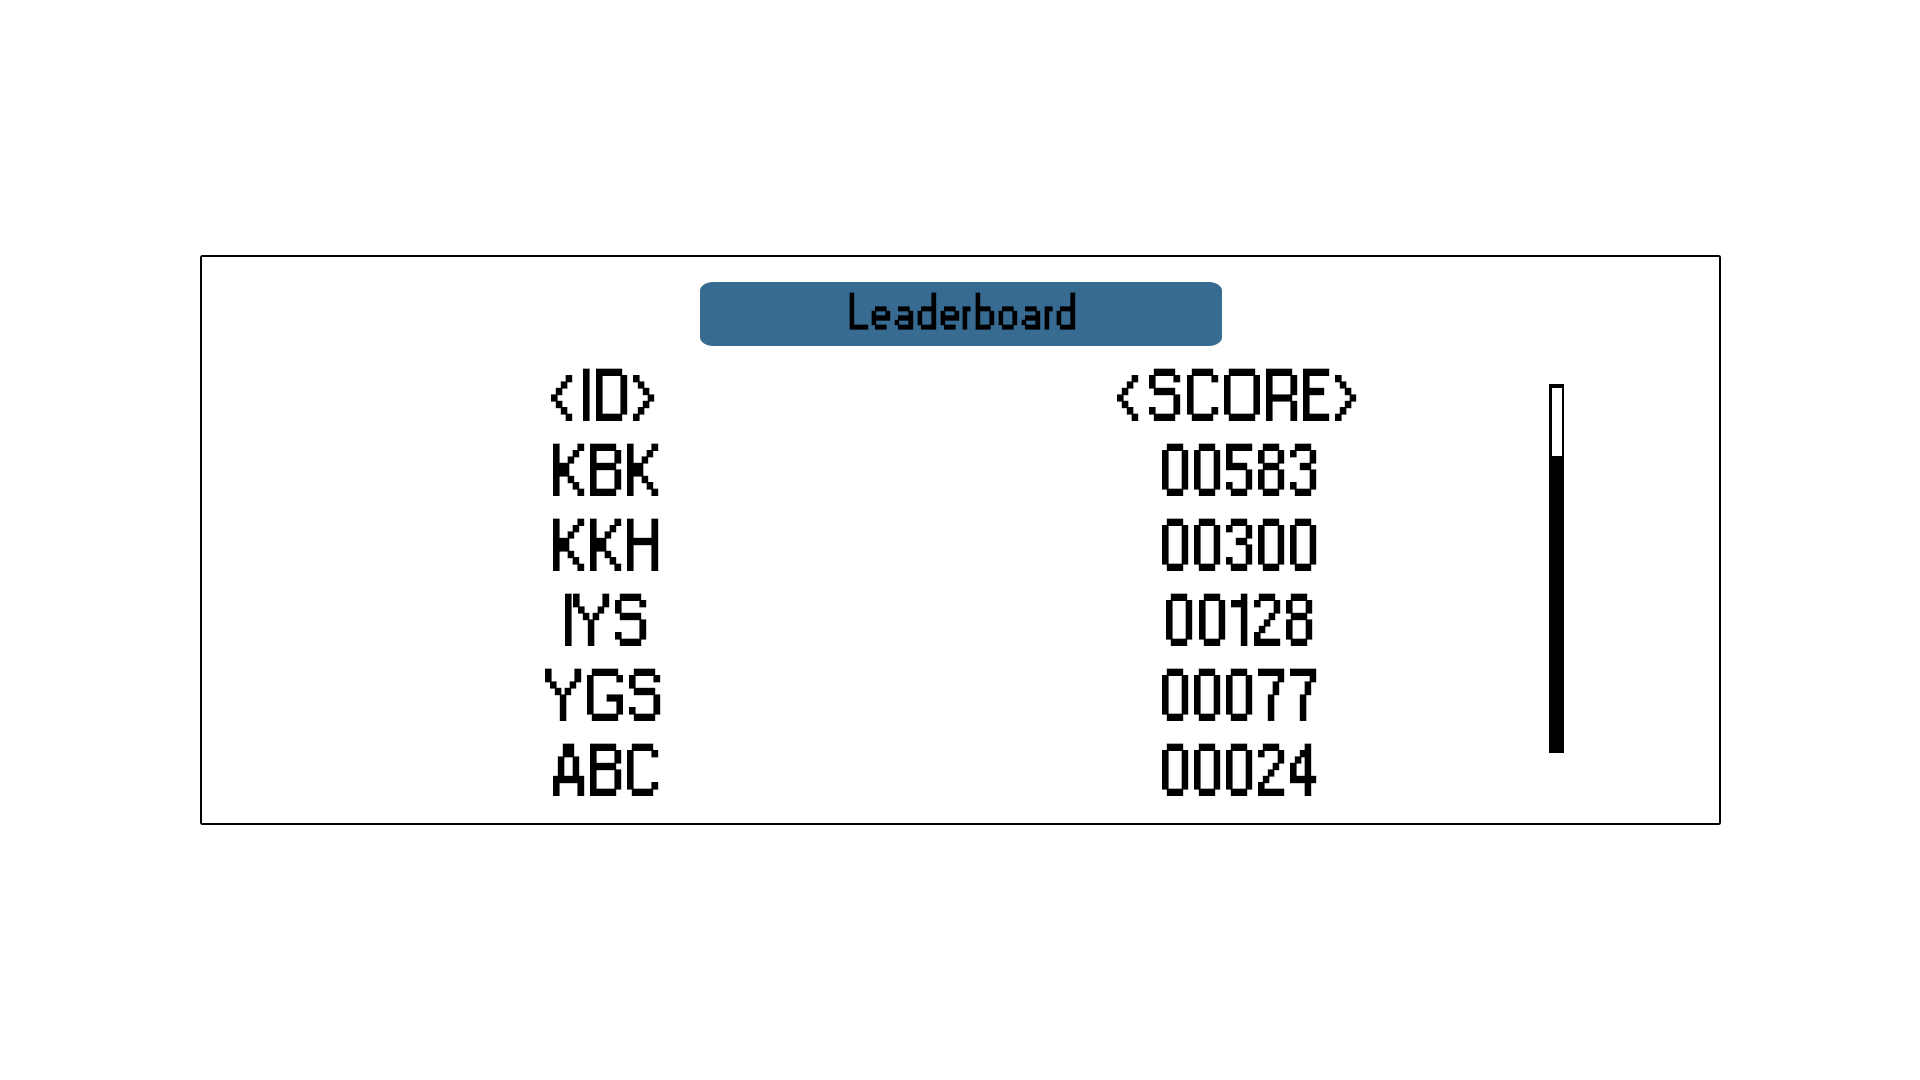 Leaderboard
<ID> <SCORE>
KBK 00583
KKH 00300
IYS 00128
YGS 00077
ABC 00024